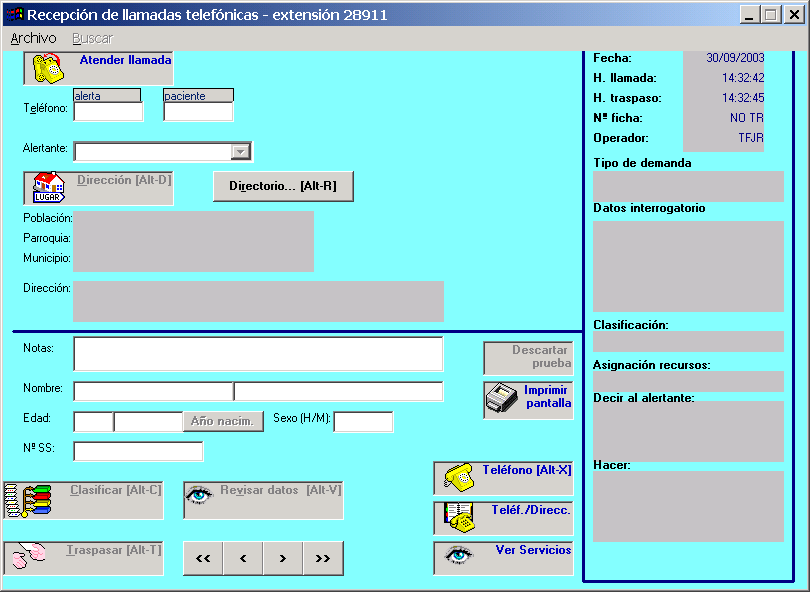 Recepción de llamadas telefónicas - extensión 28911
Archivo Buscar
Atender llamada
alerta paciente
Teléfono:
Alertante:
LUGAR
Dirección [Alt-D]
Directorio... [Alt-R]
Población:
Parroquia:
Municipio:
Dirección:
Notas:
Descartar
prueba
Nombre:
Imprimir
pantalla
Edad: Año nacim. Sexo (H/M):
Nº SS:
Clasificar [Alt-C]
Revisar datos [Alt-V]
Teléfono [Alt-X]
Teléf./Direcc.
Traspasar [Alt-T]
<< < > >>
Ver Servicios
Fecha: 30/09/2003
H. llamada: 14:32:42
H. traspaso: 14:32:45
Nº ficha: NO TR
Operador: TFJR
Tipo de demanda
Datos interrogatorio
Clasificación:
Asignación recursos:
Decir al alertante:
Hacer: